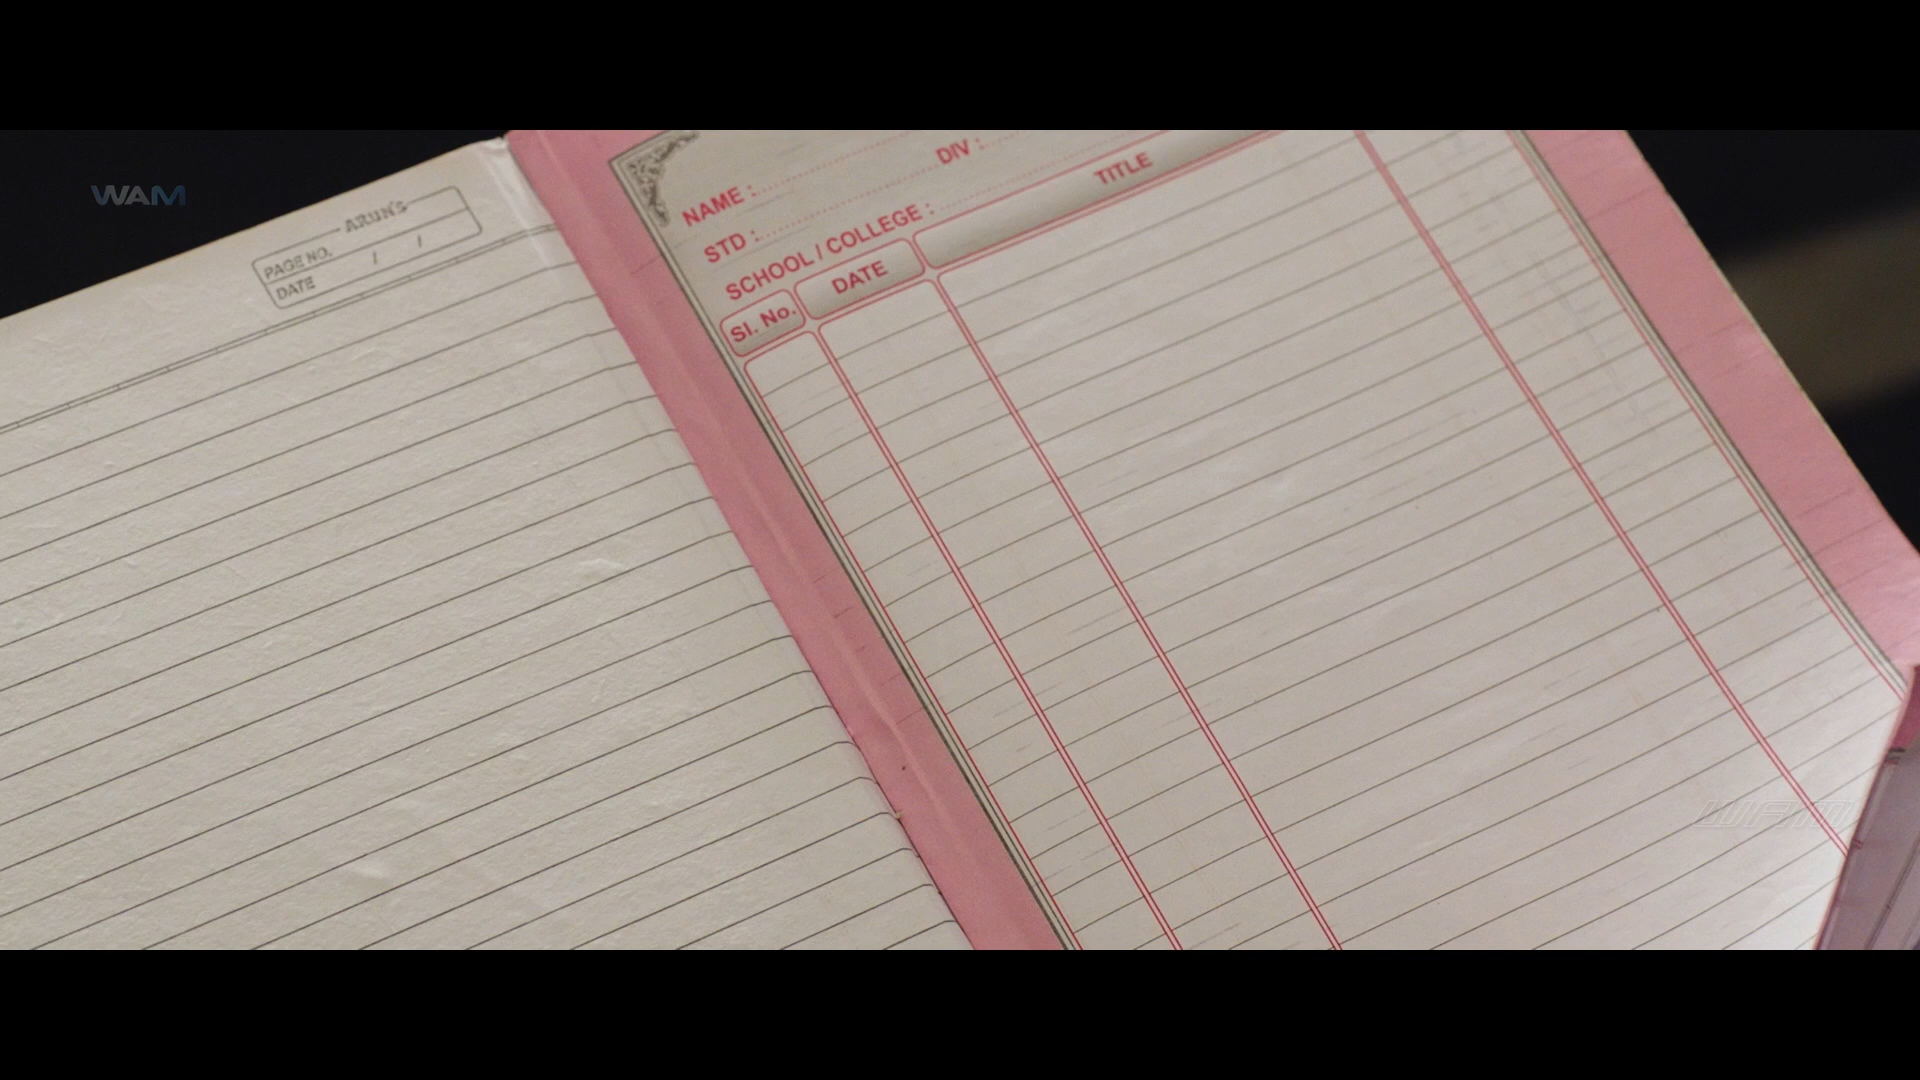 WAM
PAGE NO. ARUN'S
DATE / /
NAME :
STD : DIV :
SCHOOL / COLLEGE :
Sl. No. DATE TITLE